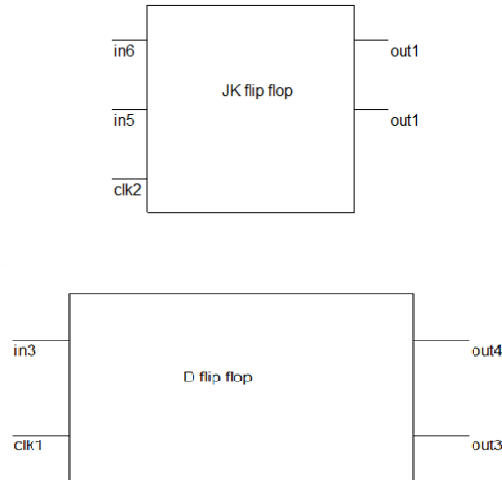 in6
out1
JK flip flop
in5
out1
clk2
in3
out4
D flip flop
clk1
out3